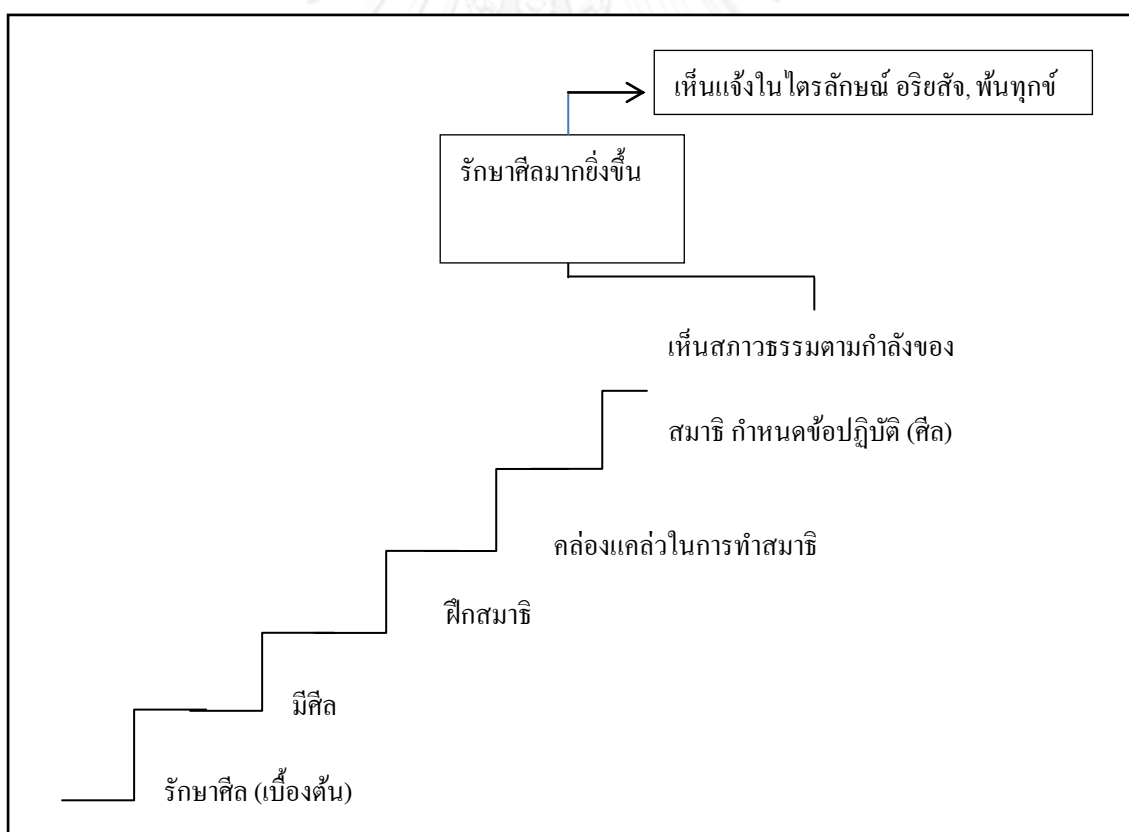 เห็นแจ้งในไตรลักษณ์ อริยสัจ, พ้นทุกข์
รักษาศีลมากยิ่งขึ้น
เห็นสภาวธรรมตามกำลังของ
สมาธิ กำหนดข้อปฏิบัติ (ศีล)
คล่องแคล่วในการทำสมาธิ
ฝึกสมาธิ
มีศีล
รักษาศีล (เบื้องต้น)